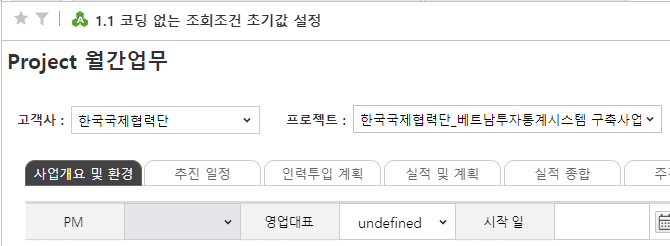 1.1 코딩 없는 조회조건 초기값 설정
Project 월간업무
고객사 : 한국국제협력단 프로젝트 : 한국국제협력단_베트남투자통계시스템 구축사업
사업개요 및 환경 추진 일정 인력투입 계획 실적 및 계획 실적 종합
PM 영업대표 undefined 시작 일